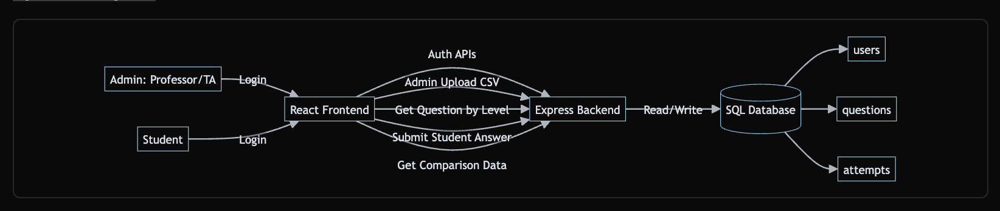 Auth APIs
users
Admin: Professor/TA
Login
Admin Upload CSV
React Frontend
Get Question by Level
Express Backend
Read/Write
SQL Database
questions
Student
Login
Submit Student Answer
Get Comparison Data
attempts